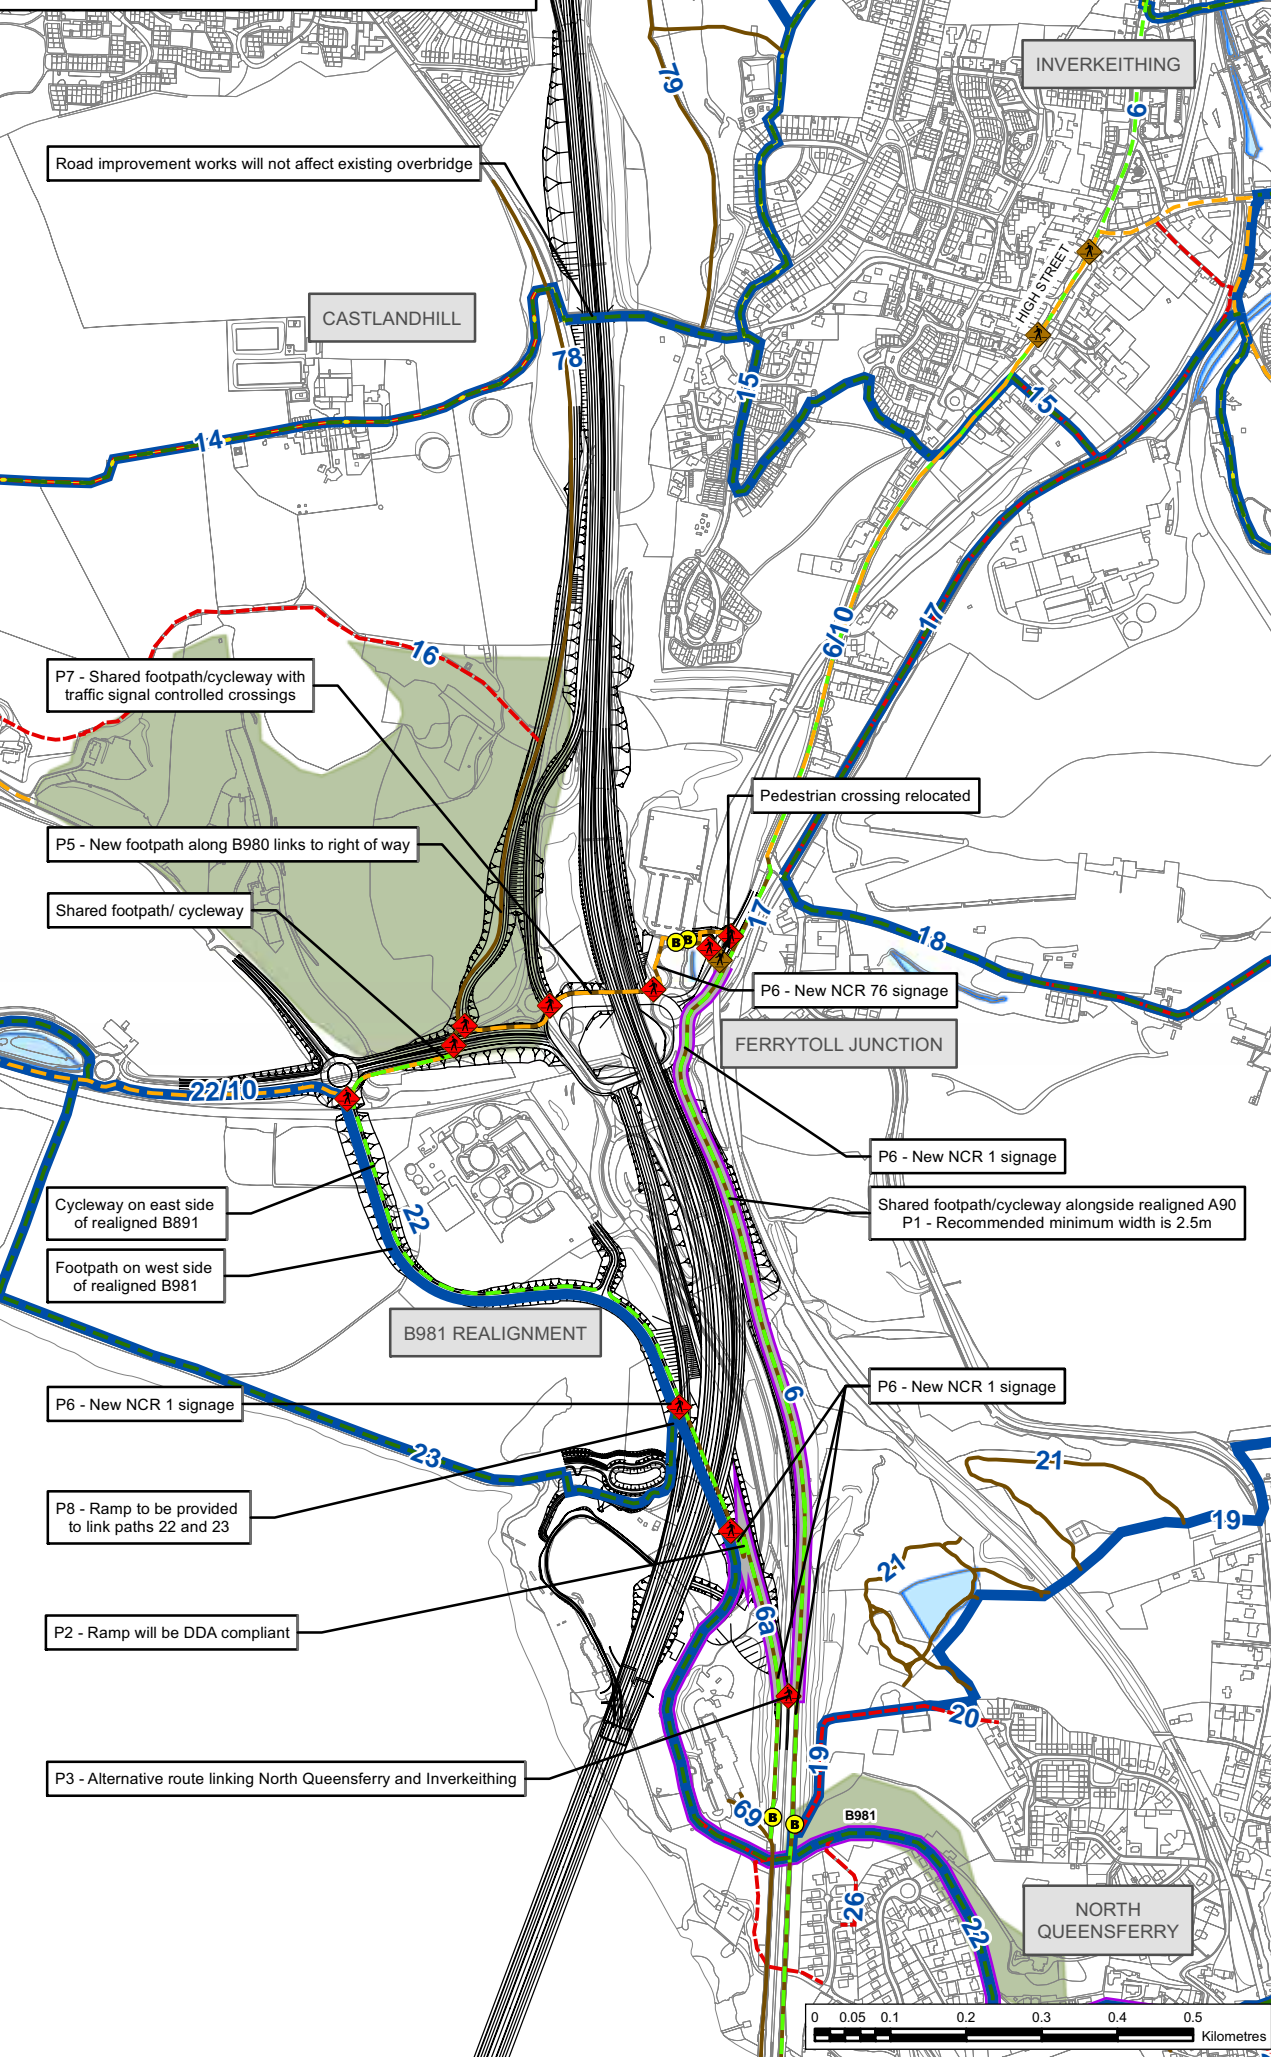 INVERKEITHING
79
6
Road improvement works will not affect existing overbridge
HIGH STREET
CASTLANDHILL
78
15
15
14
6/10
17
16
P7 - Shared footpath/cycleway with
traffic signal controlled crossings
Pedestrian crossing relocated
P5 - New footpath along B980 links to right of way
Shared footpath/ cycleway
17
18
B
B
P6 - New NCR 76 signage
FERRYTOLL JUNCTION
22/10
P6 - New NCR 1 signage
Cycleway on east side
of realigned B891
22
Shared footpath/cycleway alongside realigned A90
P1 - Recommended minimum width is 2.5m
Footpath on west side
of realigned B981
B981 REALIGNMENT
P6 - New NCR 1 signage
6
P6 - New NCR 1 signage
23
21
P8 - Ramp to be provided
to link paths 22 and 23
19
21
P2 - Ramp will be DDA compliant
6a
20
19
P3 - Alternative route linking North Queensferry and Inverkeithing
69
B
B
B981
26
22
NORTH
QUEENSFERRY
0 0.05 0.1 0.2 0.3 0.4 0.5
Kilometres